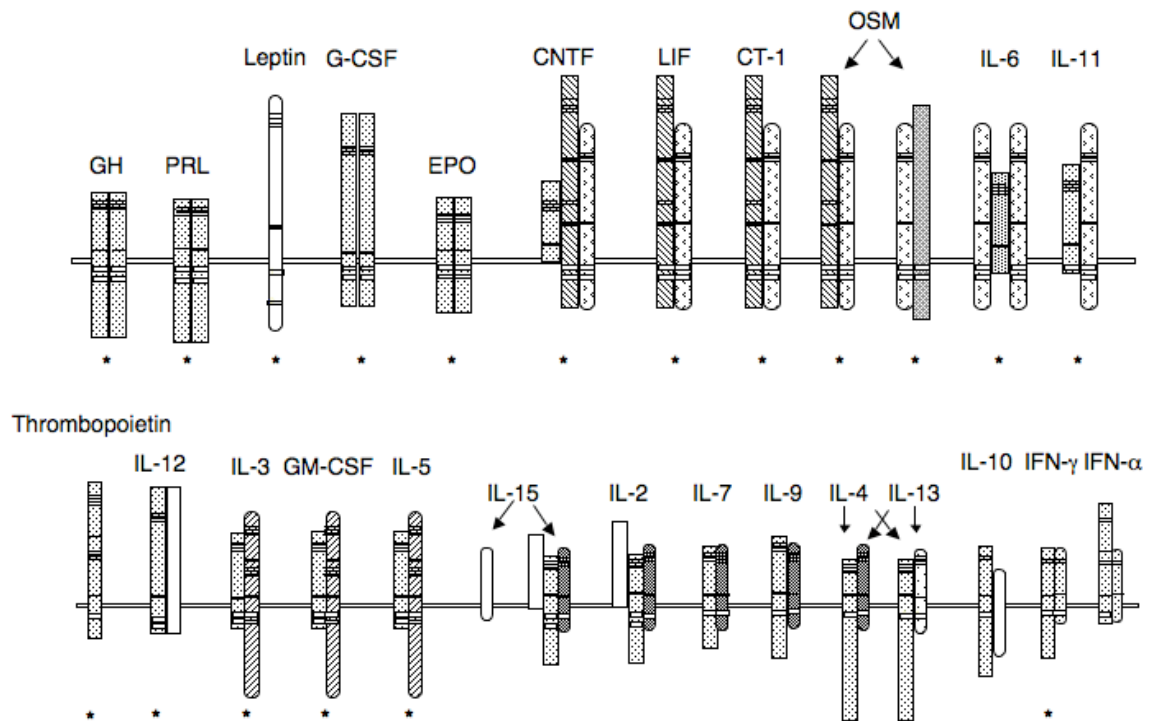 OSM
Leptin G-CSF CNTF LIF CT-1 IL-6 IL-11
GH PRL EPO
* * * * * * * * * * * *
Thrombopoietin
IL-12 IL-3 GM-CSF IL-5 IL-10 IFN-γ IFN-α
IL-15 IL-2 IL-7 IL-9 IL-4 IL-13
* * * * * *